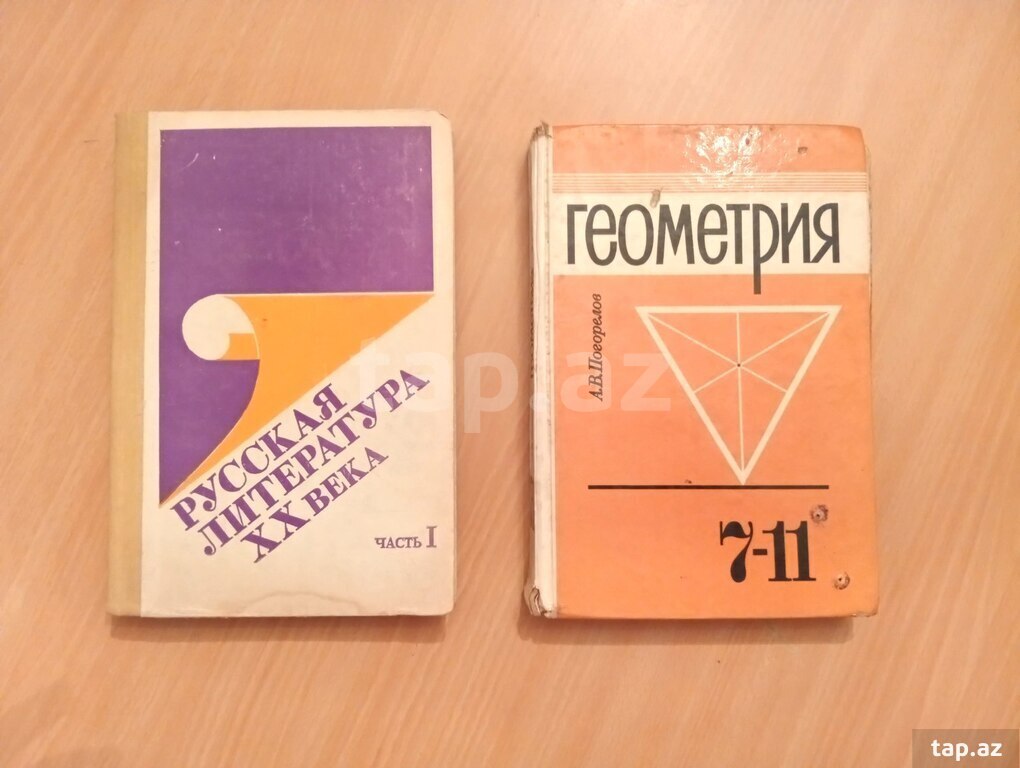 РУССКАЯ
ЛИТЕРАТУРА
XX ВЕКА
ЧАСТЬ I
ГЕОМЕТРИЯ
А.В.Погорелов
7-11
tap.az
tap.az